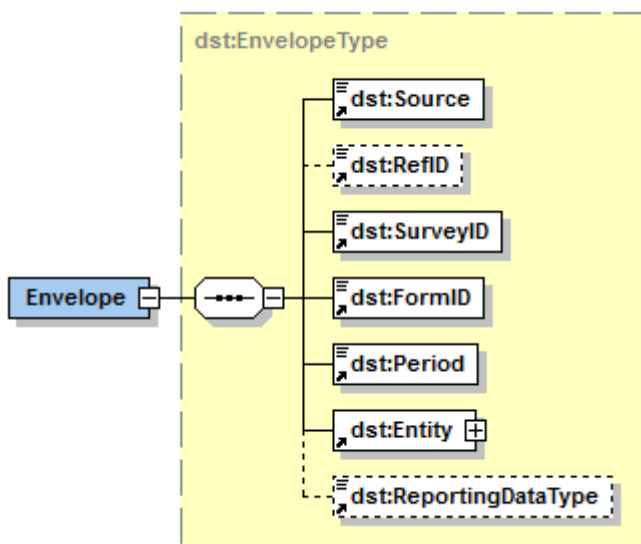 dst:EnvelopeType
dst:Source
dst:RefID
dst:SurveyID
Envelope
dst:FormID
dst:Period
dst:Entity
dst:ReportingDataType